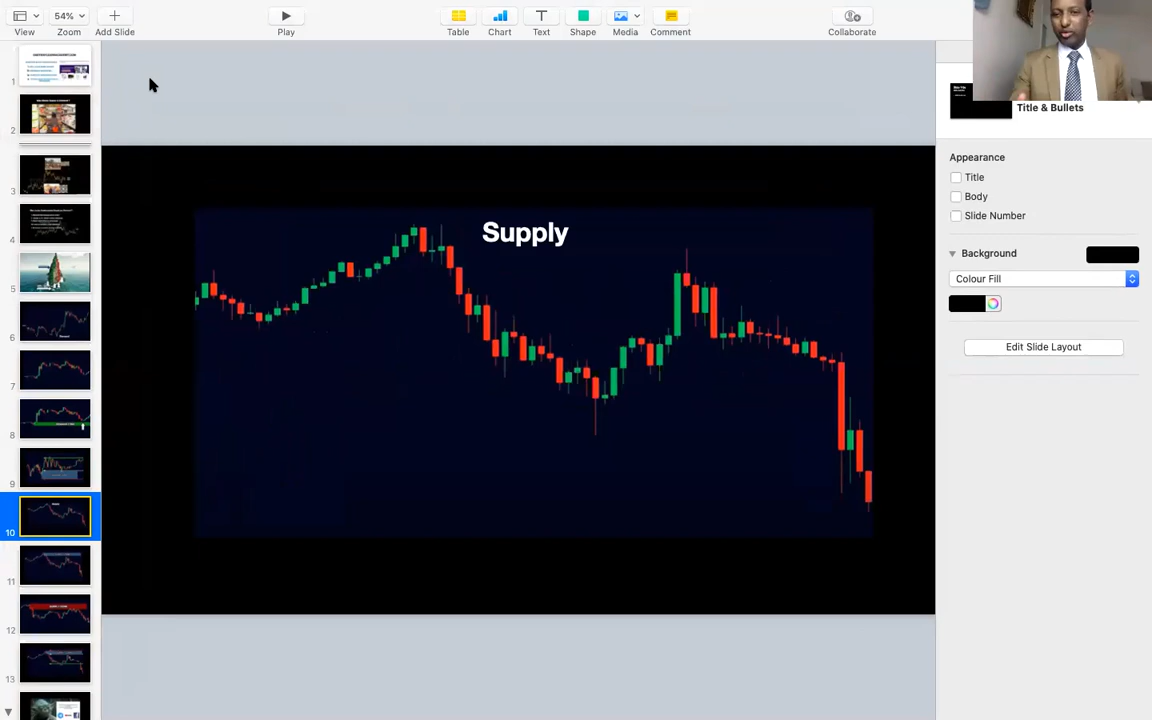 54%
View
Zoom
Add Slide
Play
Table
Chart
Text
Shape
Media
Comment
Collaborate
Title & Bullets
Appearance
Title
Body
Slide Number
Background
Colour Fill
Edit Slide Layout
Supply
1
2
3
4
5
6
7
8
9
10
11
12
13